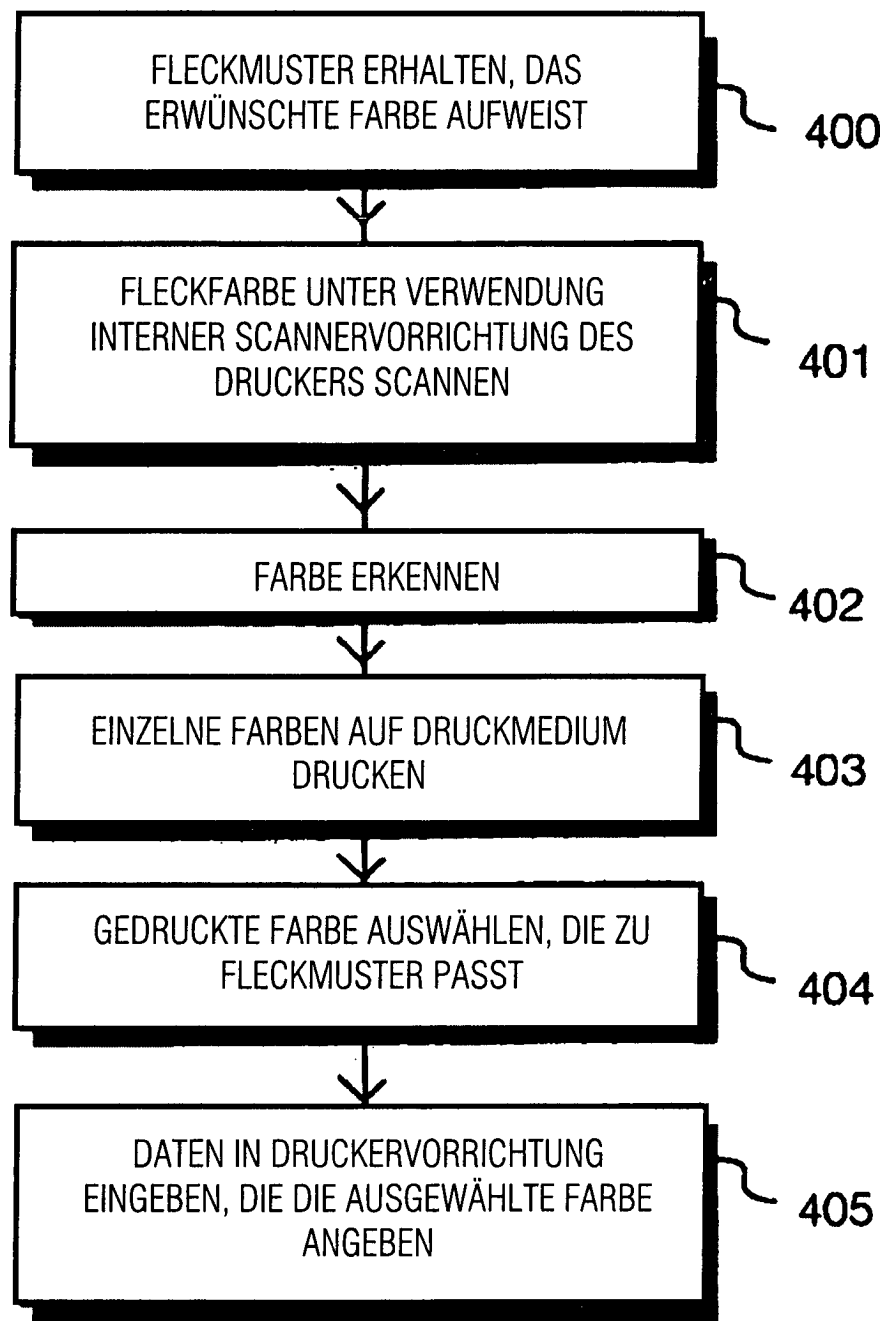 FLECKMUSTER ERHALTEN, DAS
ERWÜNSCHTE FARBE AUFWEIST
400
FLECKFARBE UNTER VERWENDUNG
INTERNER SCANNERVORRICHTUNG DES
DRUCKERS SCANNEN
401
FARBE ERKENNEN
402
EINZELNE FARBEN AUF DRUCKMEDIUM
DRUCKEN
403
GEDRUCKTE FARBE AUSWÄHLEN, DIE ZU
FLECKMUSTER PASST
404
DATEN IN DRUCKERVORRICHTUNG
EINGEBEN, DIE DIE AUSGEWÄHLTE FARBE
ANGEBEN
405